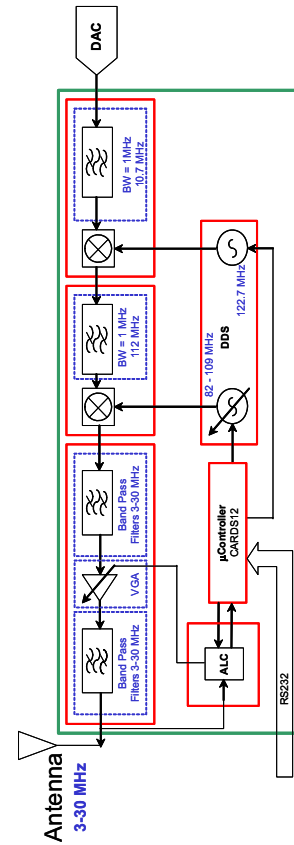 Antenna
3-30 MHz
Band Pass
Filters 3-30 MHz
VGA
Band Pass
Filters 3-30 MHz
BW = 1 MHz
112 MHz
BW = 1MHz
10.7 MHz
DAC
ALC
µController
CARDS12
82 - 109 MHz
DDS
122.7 MHz
RS232